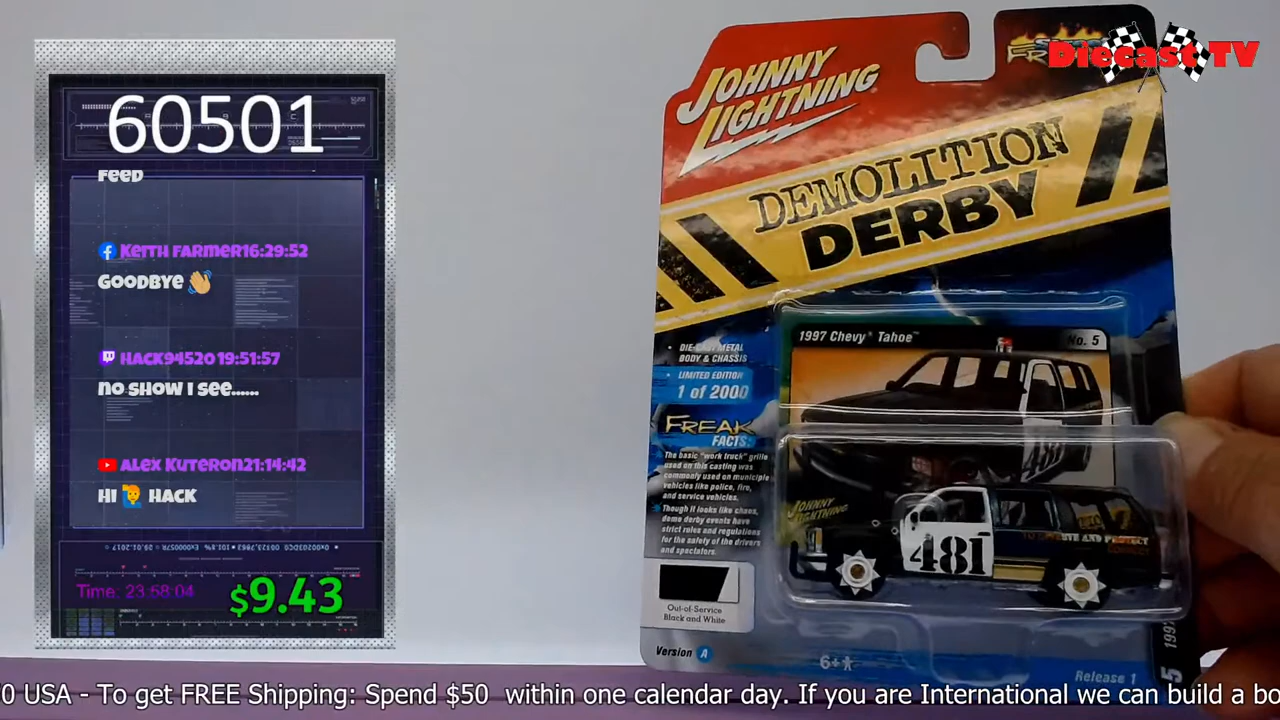 60501
FEED
Keith Farmer16:29:52
GOODBYE 👋
HACK94520 19:51:57
NO SHOW I SEE......
Alex Kuteron21:14:42
HI 🙋 HACK
Time: 23:58:04
$9.43
Diecast TV
JOHNNY
LIGHTNING
DEMOLITION
DERBY
1997 Chevy Tahoe™
No. 5
• DIE-CAST METAL
BODY & CHASSIS
• LIMITED EDITION
1 of 2000
FREAK
FACTS:
The basic "work truck" grille
used on this casting was
commonly used on municiple
vehicles like police, fire,
and service vehicles.
Though it looks like chaos,
demo derby events have
strict rules and regulations
for the safety of the drivers
and spectators.
481
JOHNNY
LIGHTNING
481
Out-of-Service
Black and White
Version A
6+
Release 1
0 USA - To get FREE Shipping: Spend $50 within one calendar day. If you are International we can build a bo